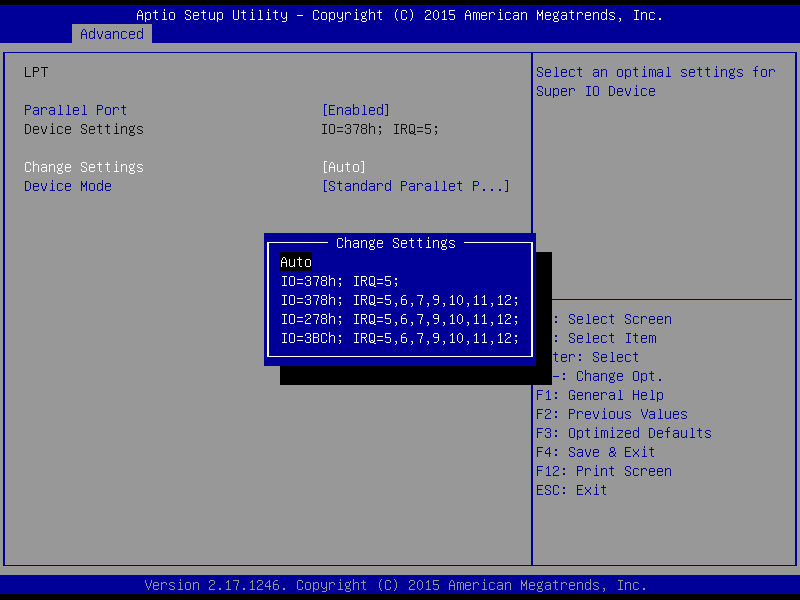 Aptio Setup Utility – Copyright (C) 2015 American Megatrends, Inc.
Advanced
LPT
Parallel Port [Enabled]
Device Settings IO=378h; IRQ=5;
Change Settings [Auto]
Device Mode [Standard Parallet P...]
Change Settings
Auto
IO=378h; IRQ=5;
IO=378h; IRQ=5,6,7,9,10,11,12;
IO=278h; IRQ=5,6,7,9,10,11,12;
IO=3BCh; IRQ=5,6,7,9,10,11,12;
Select an optimal settings for
Super IO Device
: Select Screen
: Select Item
ter: Select
–: Change Opt.
F1: General Help
F2: Previous Values
F3: Optimized Defaults
F4: Save & Exit
F12: Print Screen
ESC: Exit
Version 2.17.1246. Copyright (C) 2015 American Megatrends, Inc.